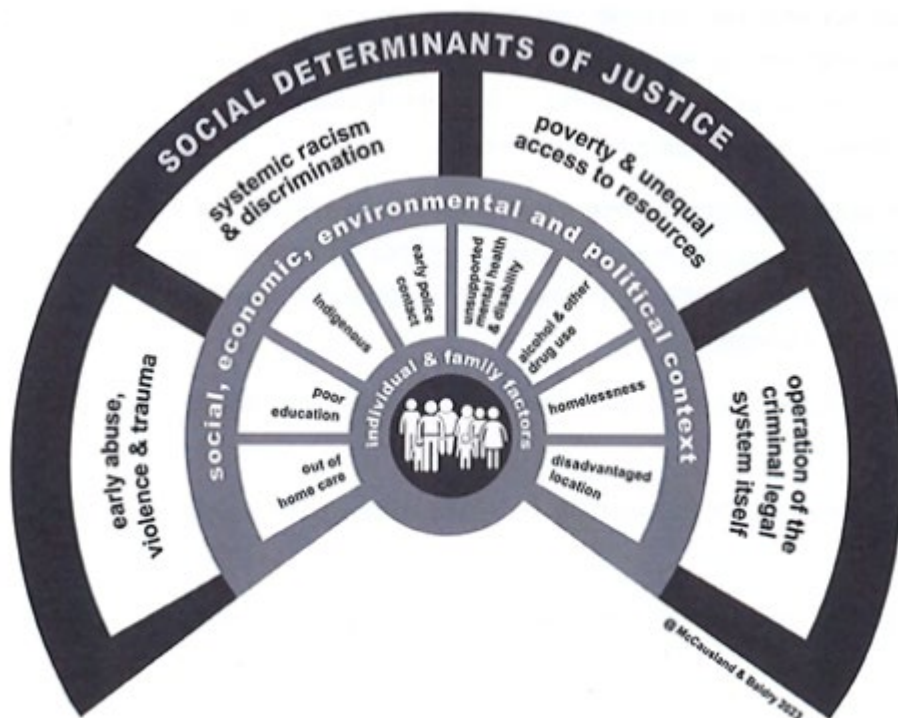 SOCIAL DETERMINANTS OF JUSTICE
early abuse,
violence & trauma
systemic racism
& discrimination
poverty & unequal
access to resources
operation of the
criminal legal
system itself
social, economic, environmental and political context
out of
home care
poor
education
Indigenous
early police
contact
unsupported
mental health
& disability
alcohol & other
drug use
homelessness
disadvantaged
location
individual & family factors
@ McCausland & Baldry 2023